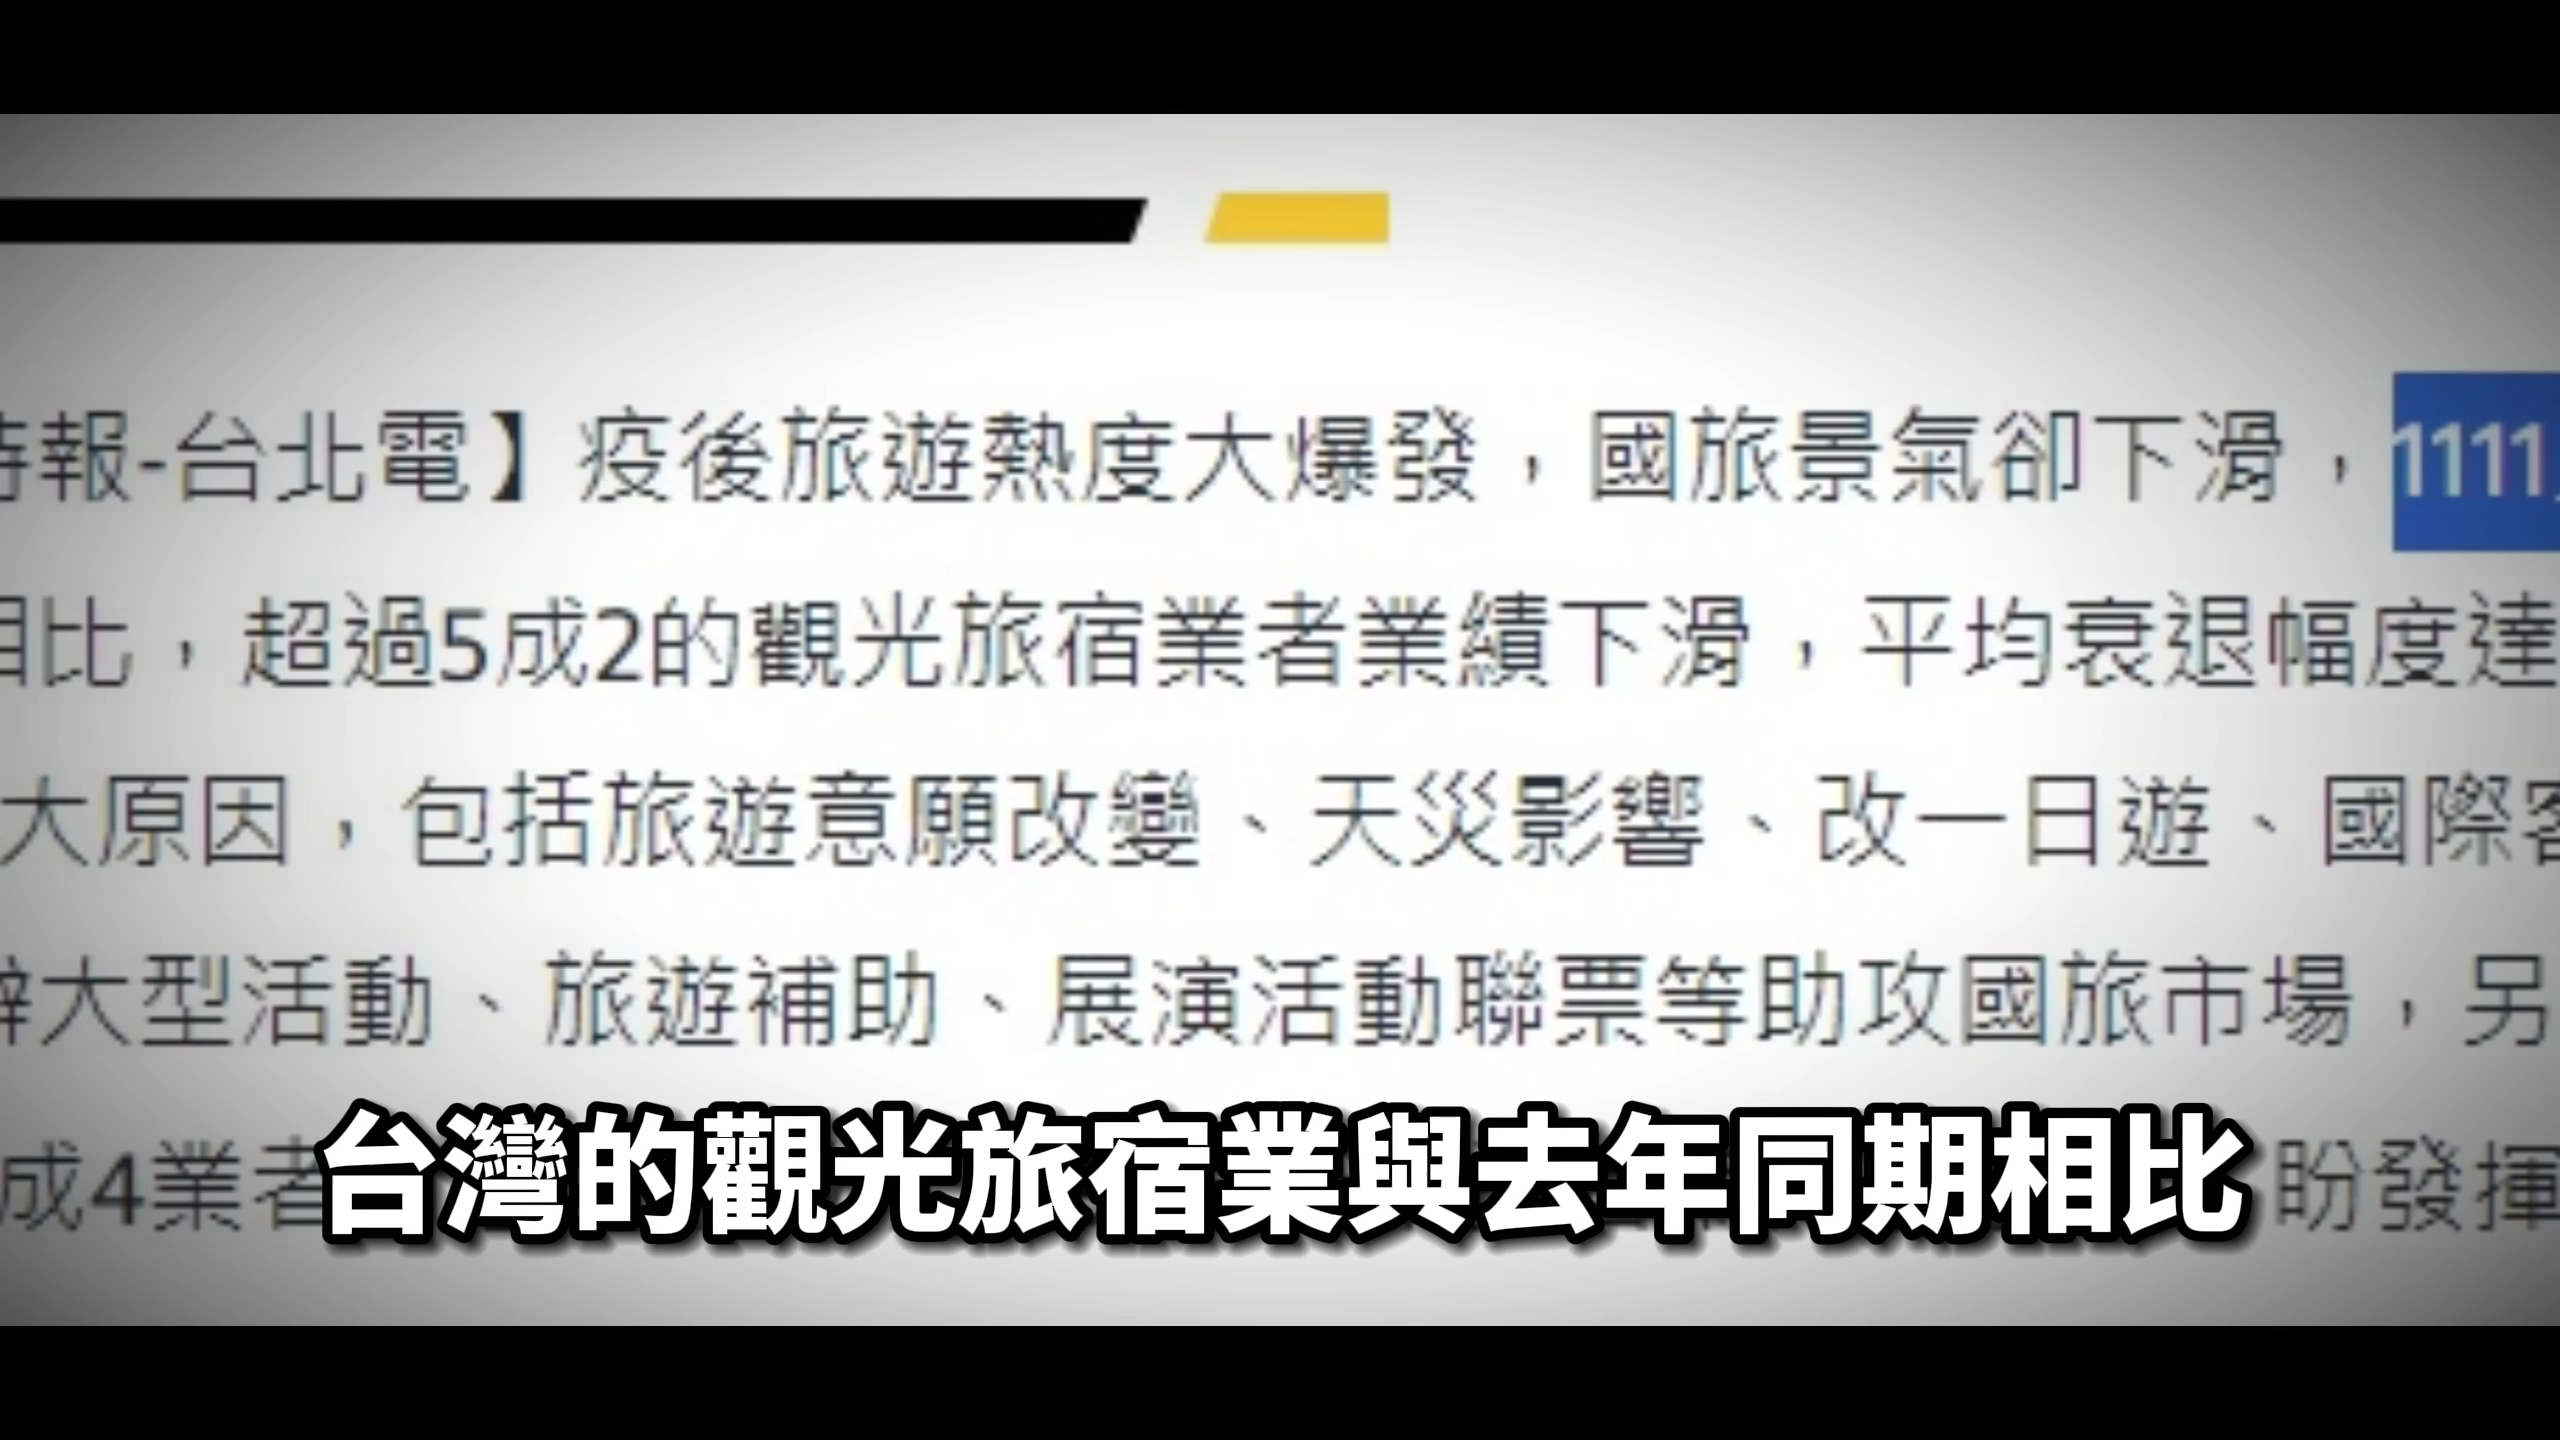 時報-台北電】疫後旅遊熱度大爆發，國旅景氣卻下滑，1111
相比，超過5成2的觀光旅宿業者業績下滑，平均衰退幅度達
大原因，包括旅遊意願改變、天災影響、改一日遊、國際客
辦大型活動、旅遊補助、展演活動聯票等助攻國旅市場，另
成4業者
盼發揮
台灣的觀光旅宿業與去年同期相比